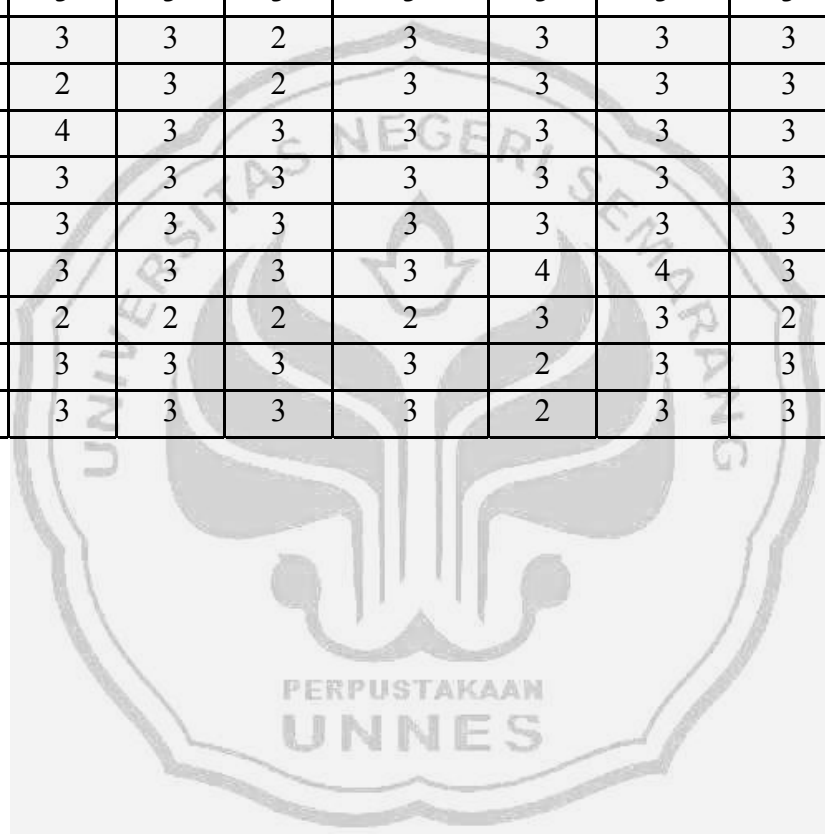 3 3 2 3 3 3 3
2 3 2 3 3 3 3
4 3 3 3 3 3 3
3 3 3 3 3 3 3
3 3 3 3 3 3 3
3 3 3 3 4 4 3
2 2 2 2 3 3 2
3 3 3 3 2 3 3
3 3 3 3 2 3 3
UNIVERSITAS NEGERI SEMARANG
PERPUSTAKAAN
UNNES